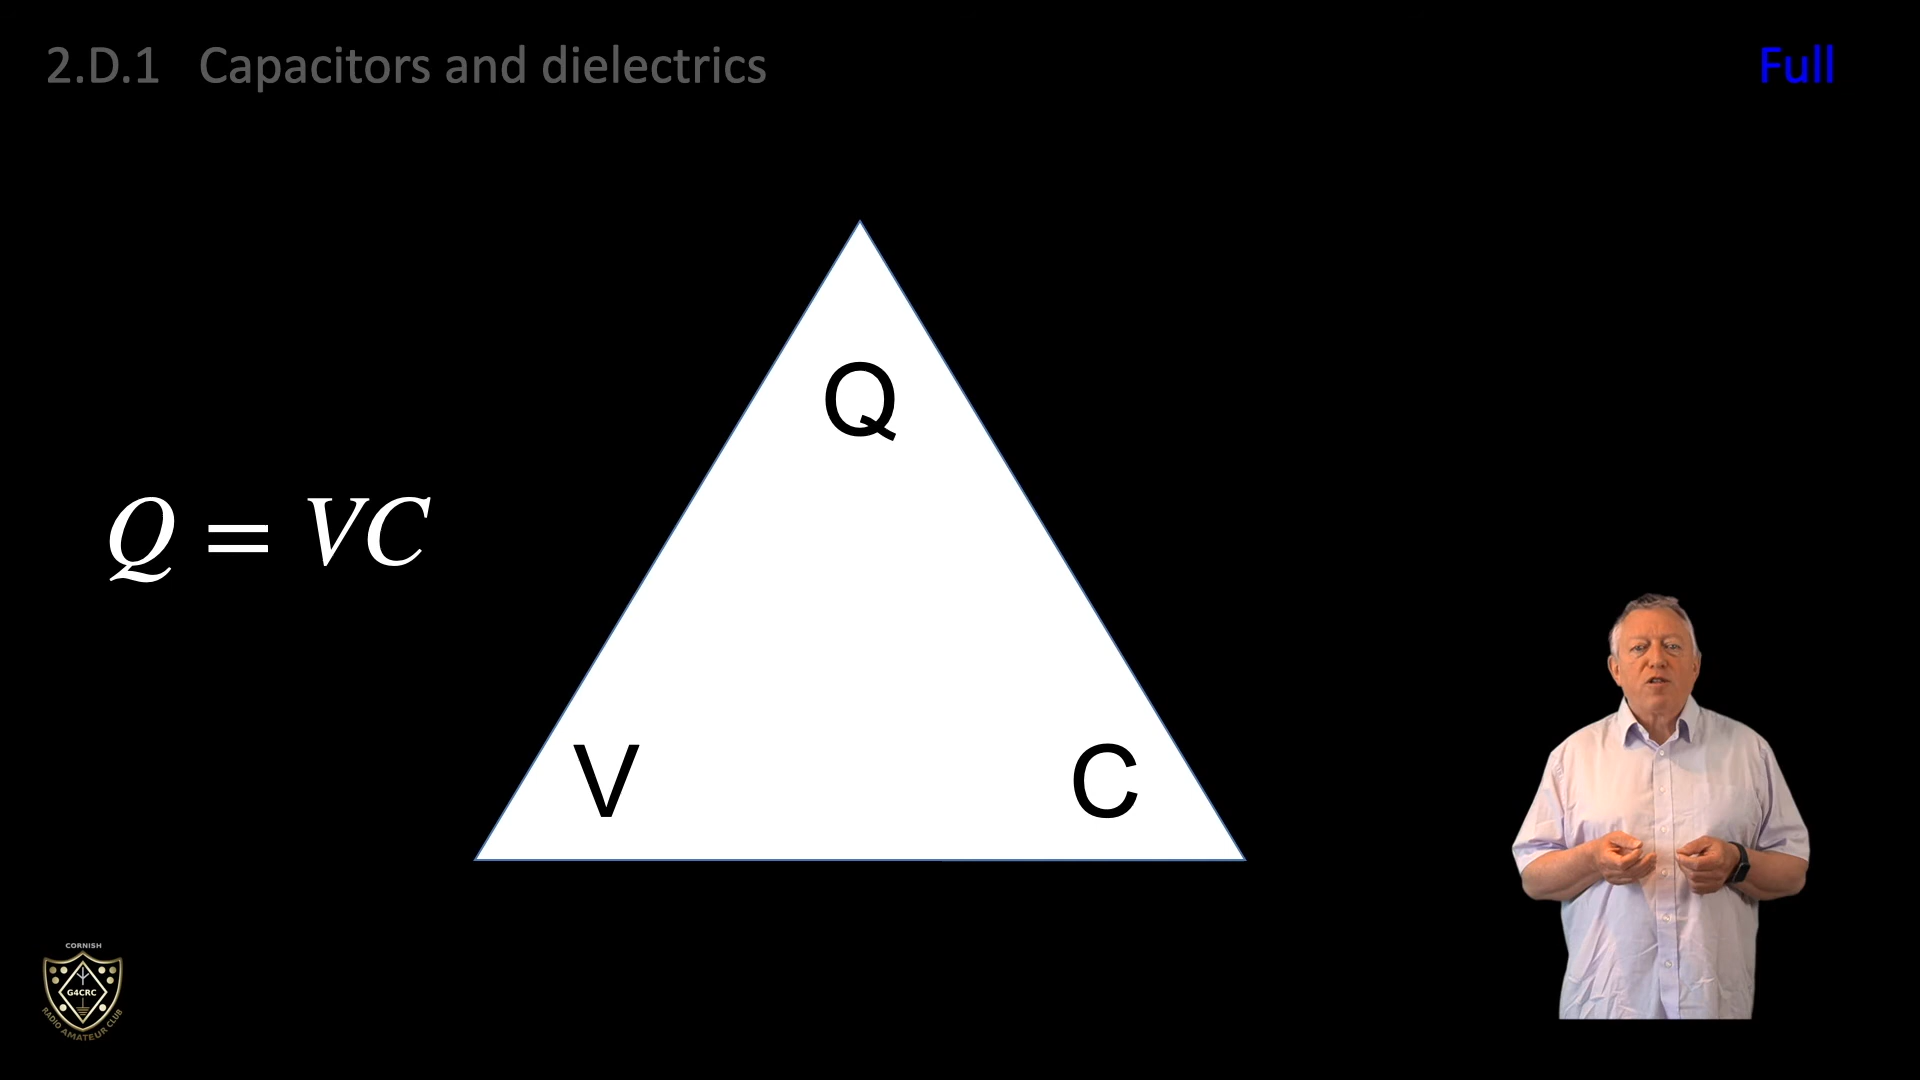 2.D.1 Capacitors and dielectrics
Full
Q
Q = VC
V
C
CORNISH
G4CRC
RADIO AMATEUR CLUB